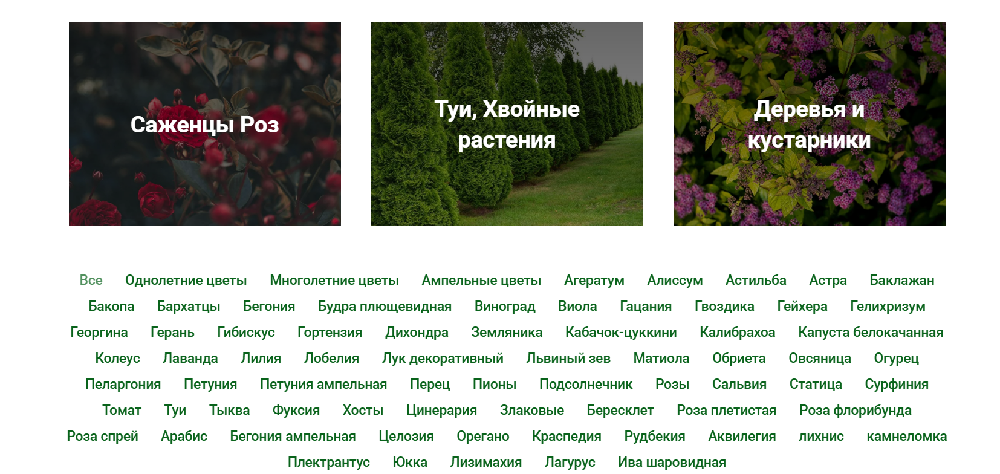 Саженцы Роз
Туи, Хвойные
растения
Деревья и
кустарники
Все Однолетние цветы Многолетние цветы Ампельные цветы Агератум Алиссум Астильба Астра Баклажан
Бакопа Бархатцы Бегония Будра плющевидная Виноград Виола Гацания Гвоздика Гейхера Гелихризум
Георгина Герань Гибискус Гортензия Дихондра Земляника Кабачок-цуккини Калибрахоа Капуста белокачанная
Колеус Лаванда Лилия Лобелия Лук декоративный Львиный зев Матиола Обриета Овсяница Огурец
Пеларгония Петуния Петуния ампельная Перец Пионы Подсолнечник Розы Сальвия Статица Сурфиния
Томат Туи Тыква Фуксия Хосты Цинерария Злаковые Бересклет Роза плетистая Роза флорибунда
Роза спрей Арабис Бегония ампельная Целозия Орегано Краспедия Рудбекия Аквилегия лихнис камнеломка
Плектрантус Юкка Лизимахия Лагурус Ива шаровидная